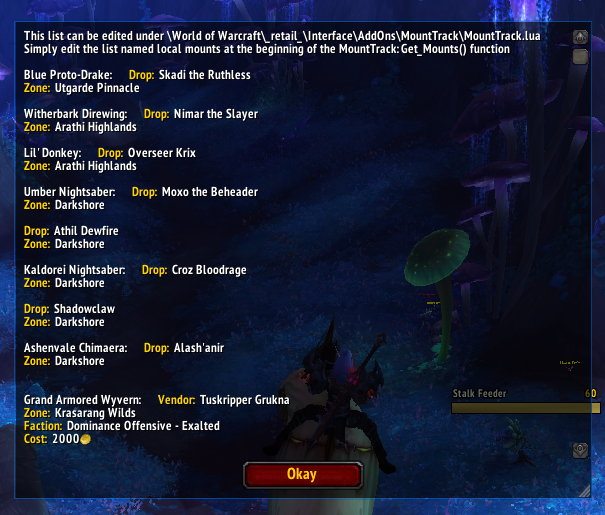 This list can be edited under \World of Warcraft\_retail_\Interface\AddOns\MountTrack\MountTrack.lua
Simply edit the list named local mounts at the beginning of the MountTrack:Get_Mounts() function
Blue Proto-Drake: Drop: Skadi the Ruthless
Zone: Utgarde Pinnacle
Witherbark Direwing: Drop: Nimar the Slayer
Zone: Arathi Highlands
Lil' Donkey: Drop: Overseer Krix
Zone: Arathi Highlands
Umber Nightsaber: Drop: Moxo the Beheader
Zone: Darkshore
Drop: Athil Dewfire
Zone: Darkshore
Kaldorei Nightsaber: Drop: Croz Bloodrage
Zone: Darkshore
Drop: Shadowclaw
Zone: Darkshore
Ashenvale Chimaera: Drop: Alash'anir
Zone: Darkshore
Grand Armored Wyvern: Vendor: Tuskripper Grukna
Zone: Krasarang Wilds
Faction: Dominance Offensive - Exalted
Cost: 2000
Stalk Feeder 60
Okay